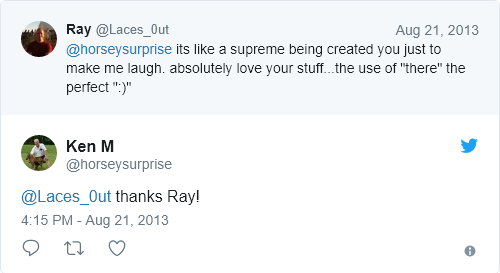 Ray @Laces_0ut Aug 21, 2013
@horseysurprise its like a supreme being created you just to
make me laugh. absolutely love your stuff...the use of "there" the
perfect ":)"
Ken M
@horseysurprise
@Laces_0ut thanks Ray!
4:15 PM - Aug 21, 2013